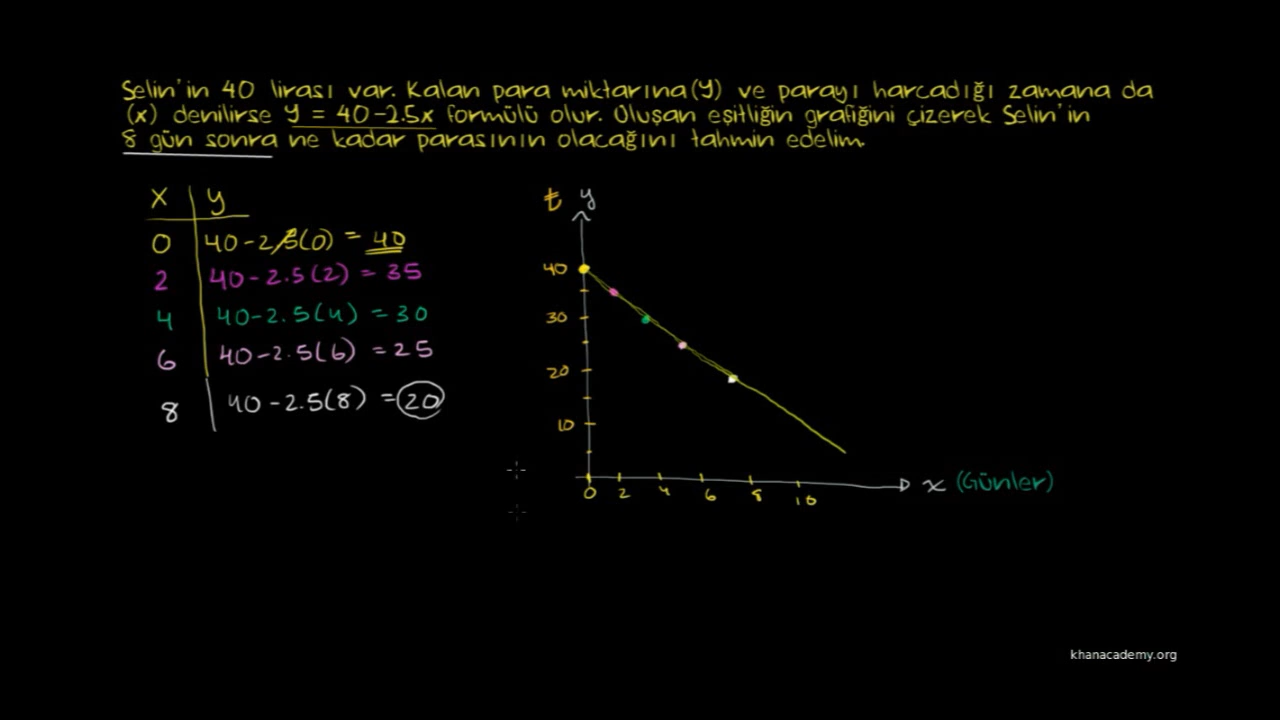 Selin'in 40 lirası var. Kalan para miktarına (y) ve parayı harcadığı zamana da
(x) denilirse y = 40-2.5x formülü olur. Oluşan eşitliğin grafiğini çizerek Selin'in
8 gün sonra ne kadar parasının olacağını tahmin edelim.
x y
0 40-2.5(0) = 40
2 40-2.5(2) = 35
4 40-2.5(4) = 30
6 40-2.5(6) = 25
8 40-2.5(8) = 20
₺ y
40
30
20
10
0 2 4 6 8 10
x (Günler)
khanacademy.org